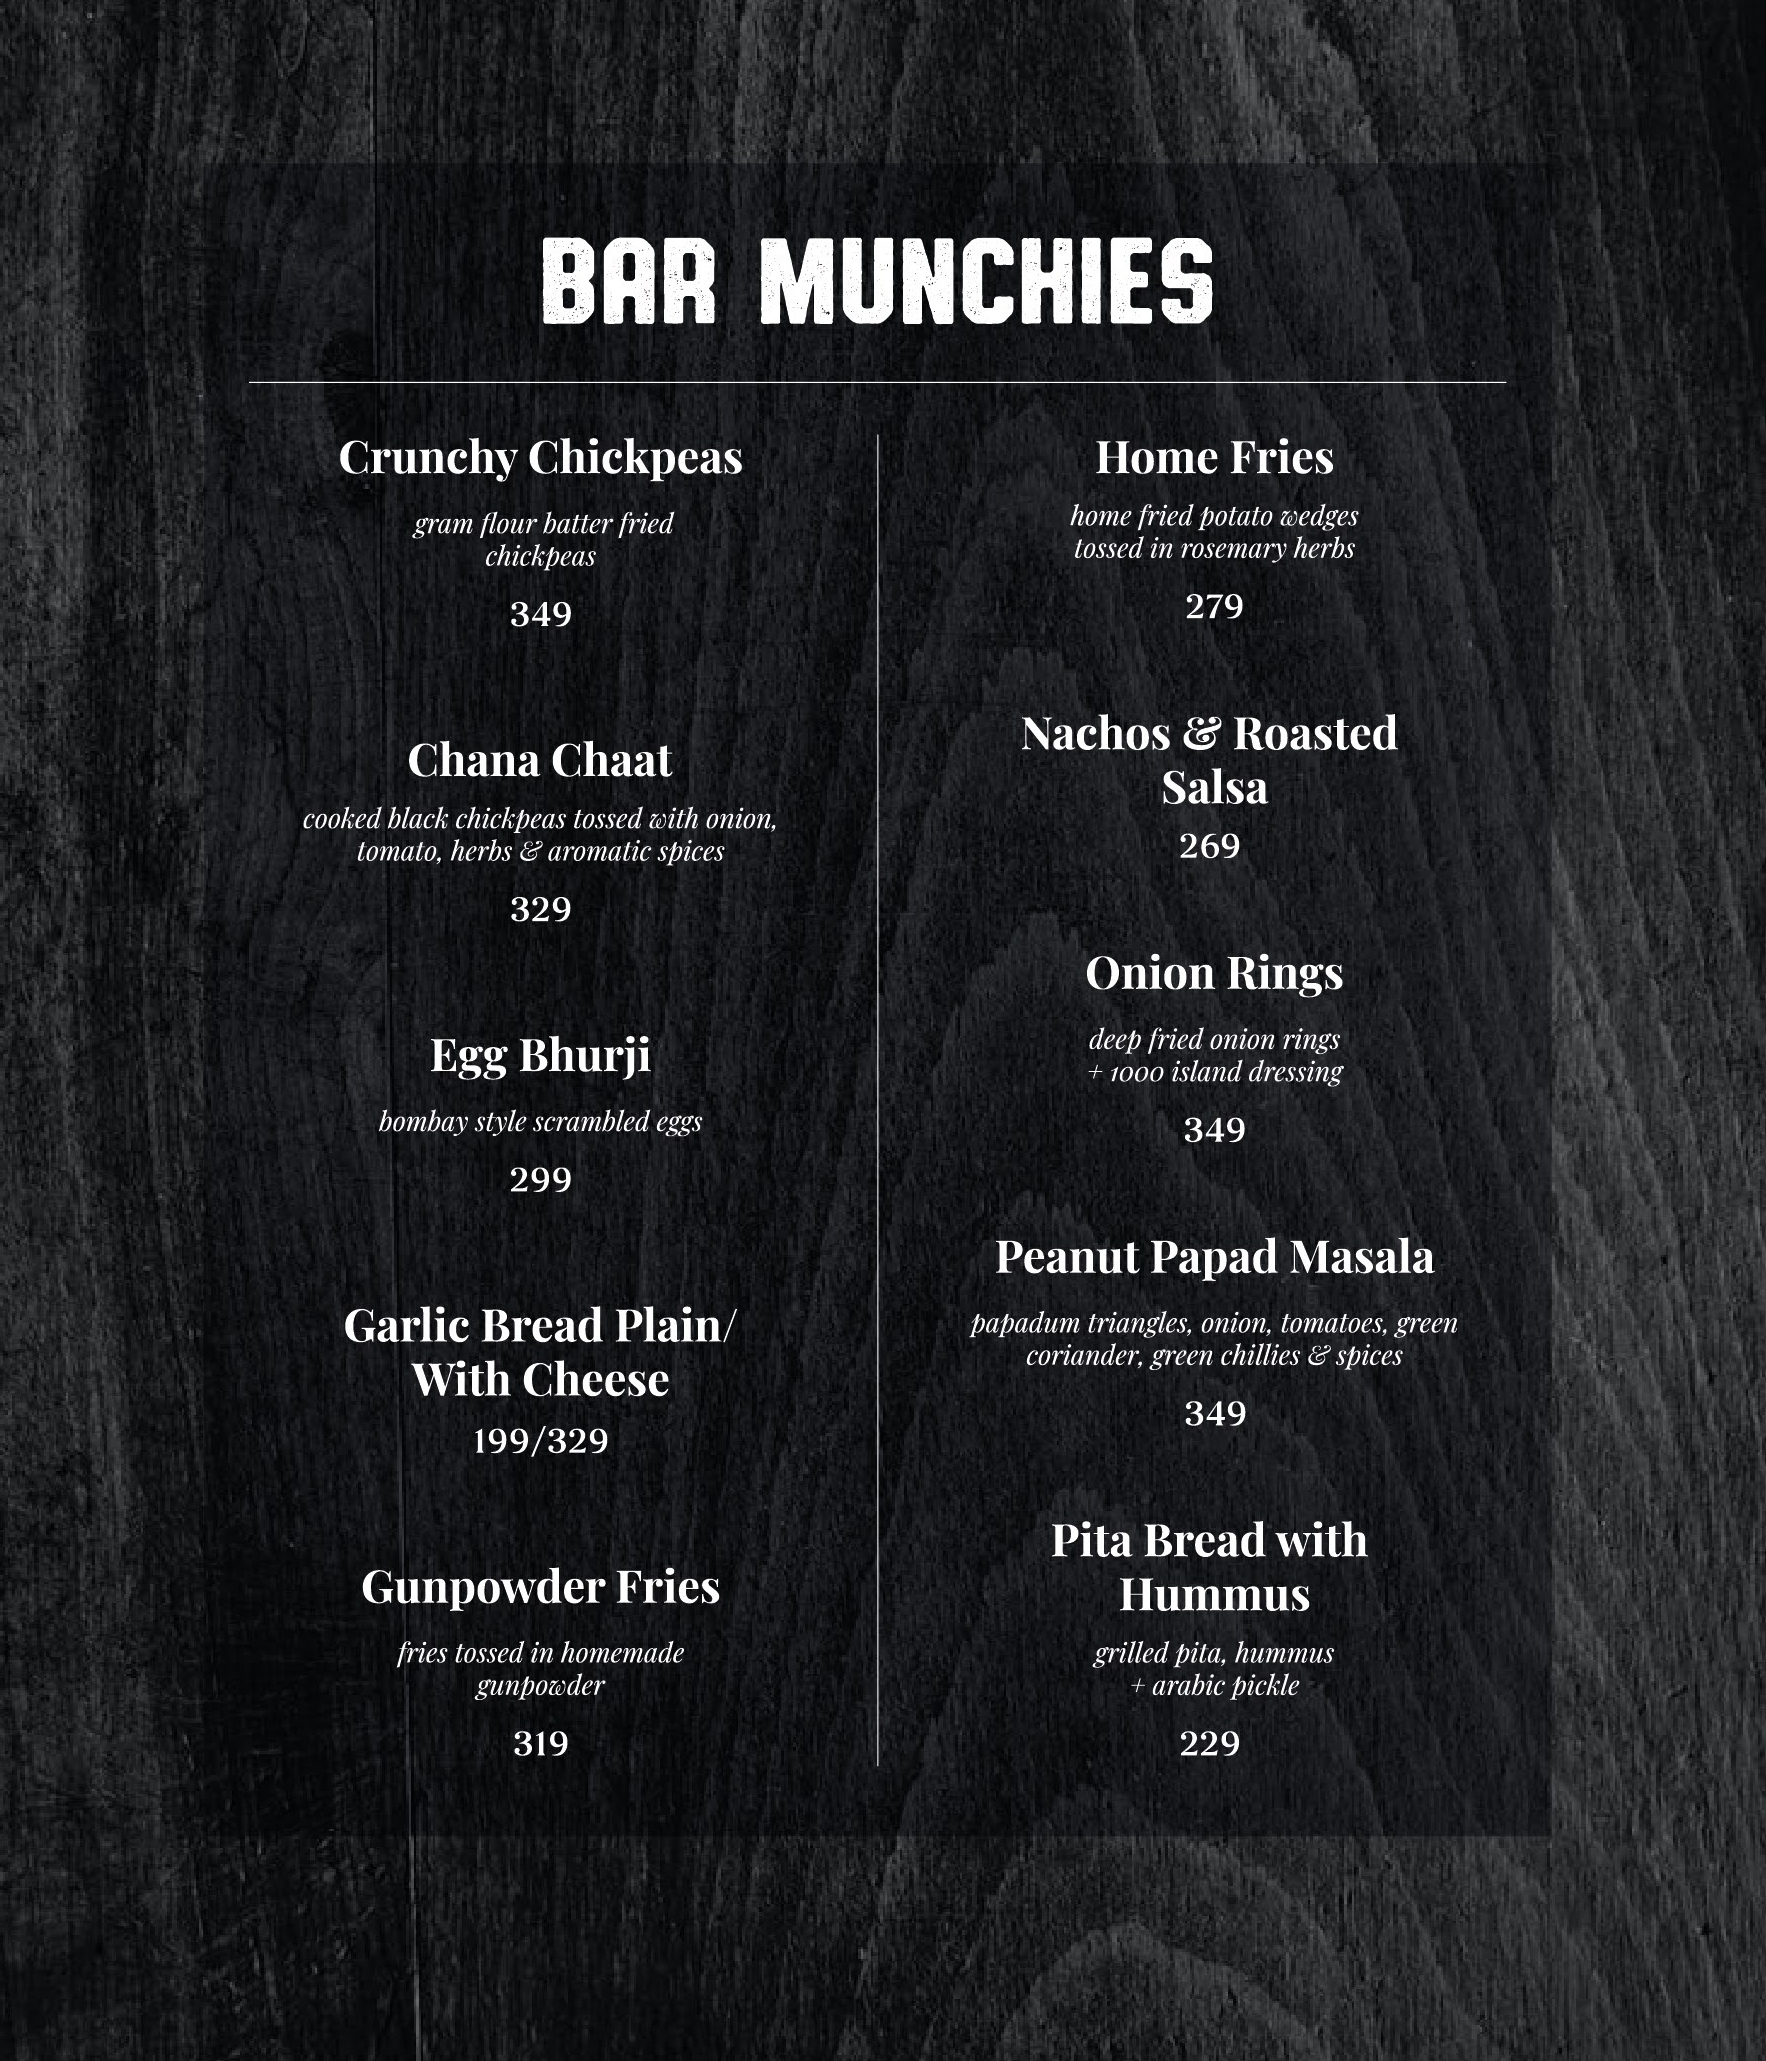 BAR MUNCHIES
Crunchy Chickpeas
gram flour batter fried
chickpeas
349
Chana Chaat
cooked black chickpeas tossed with onion,
tomato, herbs & aromatic spices
329
Egg Bhurji
bombay style scrambled eggs
299
Garlic Bread Plain/
With Cheese
199/329
Gunpowder Fries
fries tossed in homemade
gunpowder
319
Home Fries
home fried potato wedges
tossed in rosemary herbs
279
Nachos & Roasted
Salsa
269
Onion Rings
deep fried onion rings
+ 1000 island dressing
349
Peanut Papad Masala
papadum triangles, onion, tomatoes, green
coriander, green chillies & spices
349
Pita Bread with
Hummus
grilled pita, hummus
+ arabic pickle
229